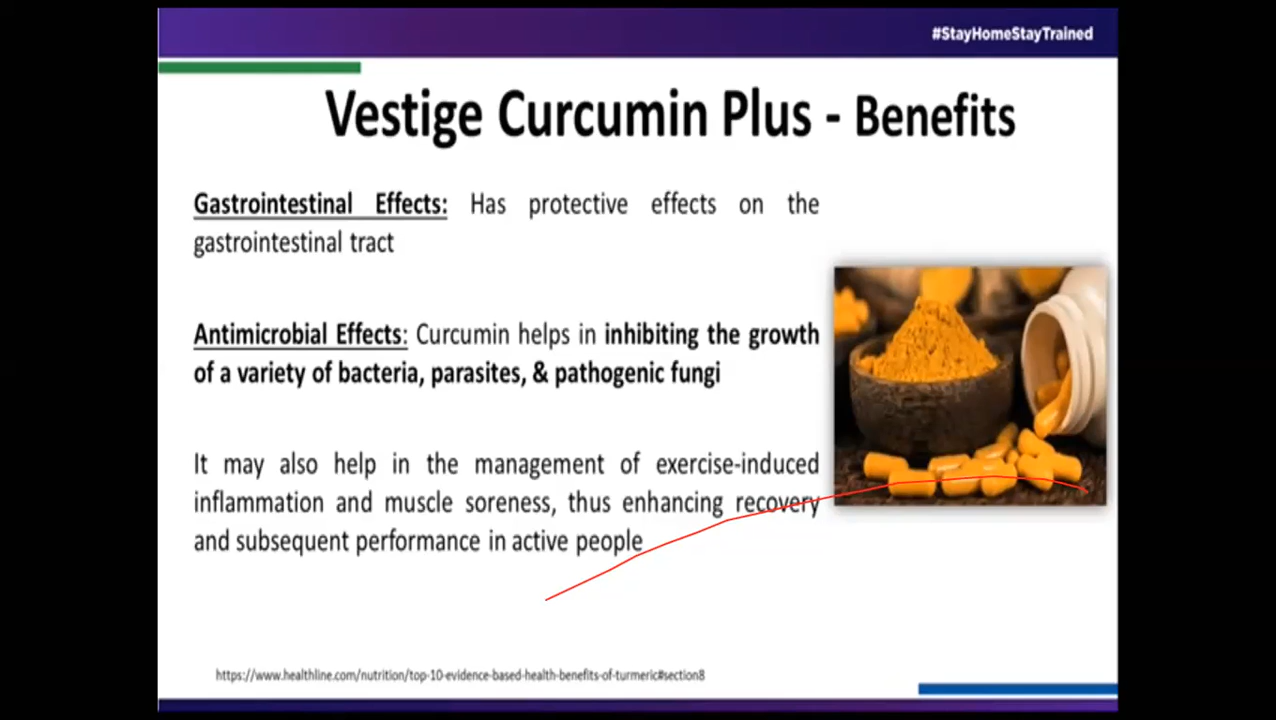 #StayHomeStayTrained
Vestige Curcumin Plus - Benefits
Gastrointestinal Effects: Has protective effects on the
gastrointestinal tract
Antimicrobial Effects: Curcumin helps in inhibiting the growth
of a variety of bacteria, parasites, & pathogenic fungi
It may also help in the management of exercise-induced
inflammation and muscle soreness, thus enhancing recovery
and subsequent performance in active people
https://www.healthline.com/nutrition/top-10-evidence-based-health-benefits-of-turmeric#section8